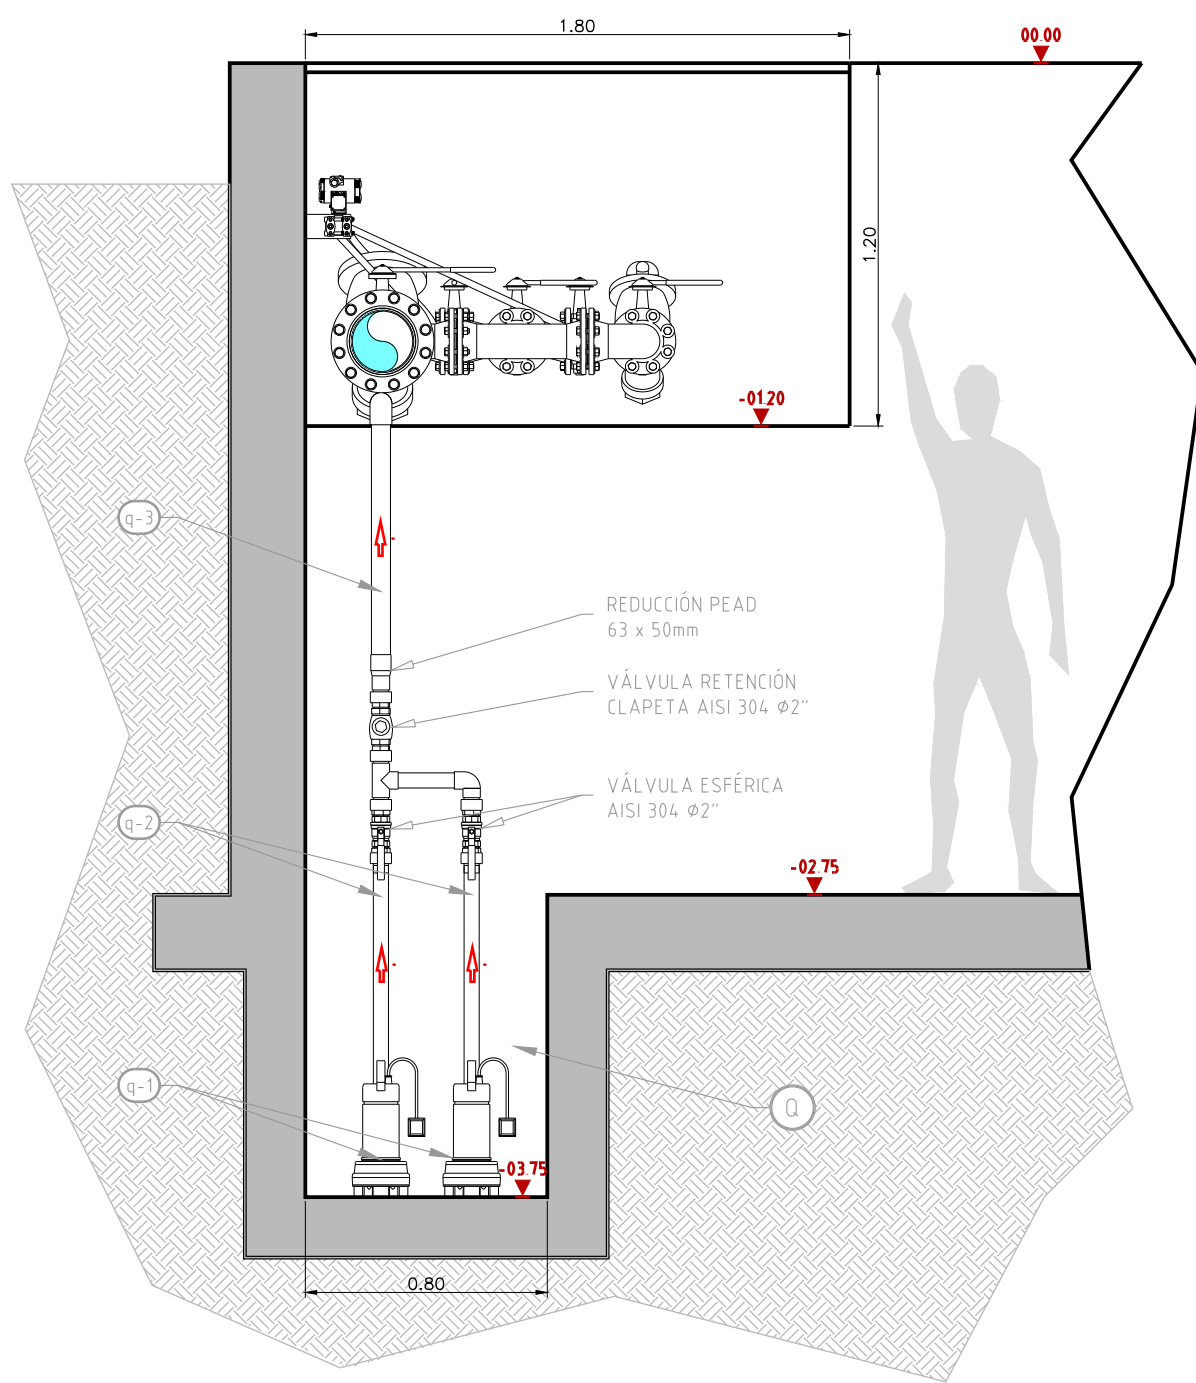 1.80
00.00
1.20
-01.20
q-3
REDUCCIÓN PEAD
63 x 50mm
VÁLVULA RETENCIÓN
CLAPETA AISI 304 Ø2"
VÁLVULA ESFÉRICA
AISI 304 Ø2"
q-2
-02.75
q-1
Q
-03.75
0.80